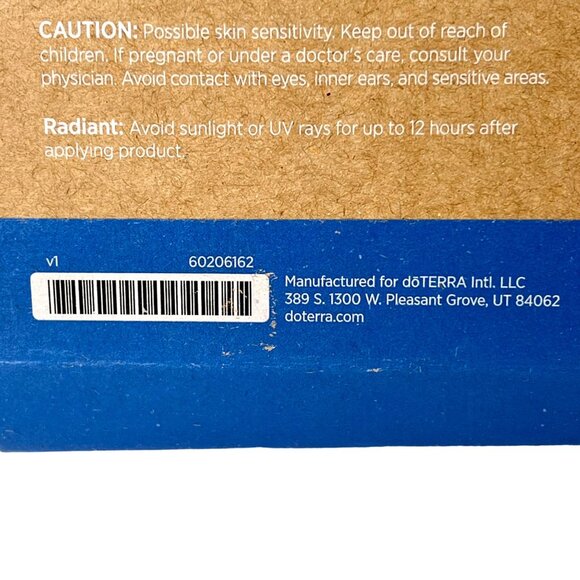 CAUTION: Possible skin sensitivity. Keep out of reach of
children. If pregnant or under a doctor's care, consult your
physician. Avoid contact with eyes, inner ears, and sensitive areas.
Radiant: Avoid sunlight or UV rays for up to 12 hours after
applying product.
v1 60206162
Manufactured for dōTERRA Intl. LLC
389 S. 1300 W. Pleasant Grove, UT 84062
doterra.com